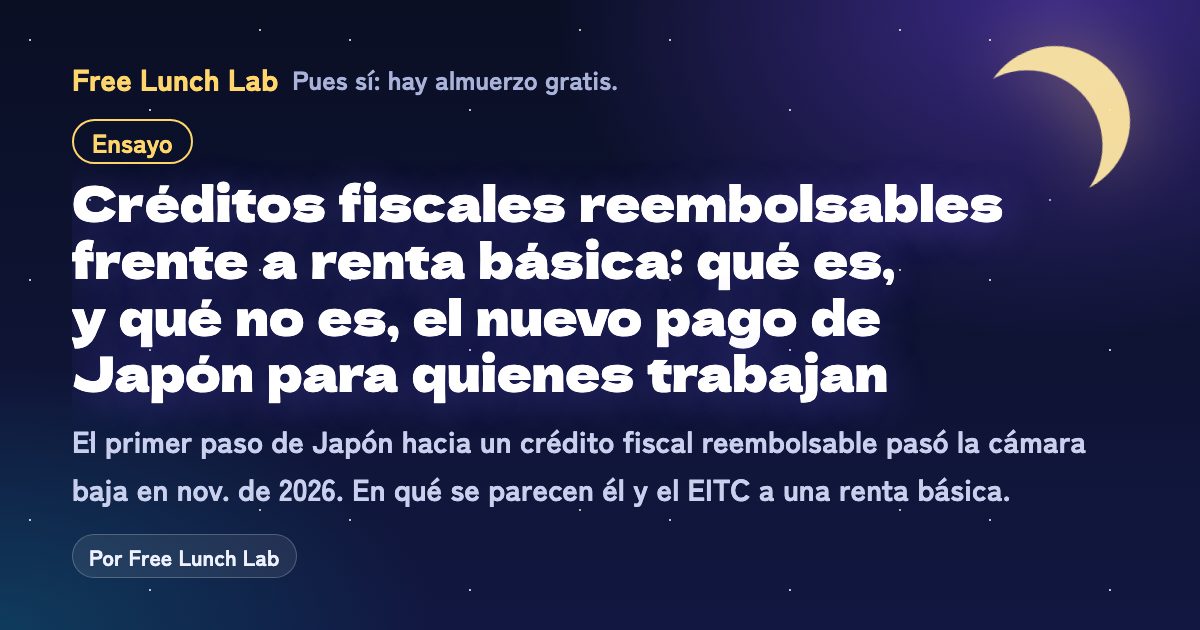 Free Lunch Lab Pues sí: hay almuerzo gratis.
Ensayo
Créditos fiscales reembolsables
frente a renta básica: qué es,
y qué no es, el nuevo pago de
Japón para quienes trabajan
El primer paso de Japón hacia un crédito fiscal reembolsable pasó la cámara
baja en nov. de 2026. En qué se parecen él y el EITC a una renta básica.
Por Free Lunch Lab